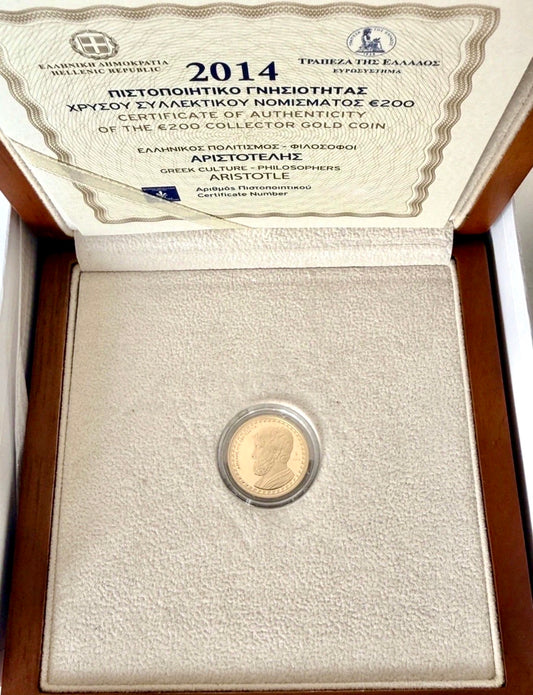 ΕΛΛΗΝΙΚΗ ΔΗΜΟΚΡΑΤΙΑ
HELLENIC REPUBLIC
ΤΡΑΠΕΖΑ ΤΗΣ ΕΛΛΑΔΟΣ
ΕΥΡΩΣΥΣΤΗΜΑ
2014
ΠΙΣΤΟΠΟΙΗΤΙΚΟ ΓΝΗΣΙΟΤΗΤΑΣ
ΧΡΥΣΟΥ ΣΥΛΛΕΚΤΙΚΟΥ ΝΟΜΙΣΜΑΤΟΣ €200
CERTIFICATE OF AUTHENTICITY
OF THE €200 COLLECTOR GOLD COIN
ΕΛΛΗΝΙΚΟΣ ΠΟΛΙΤΙΣΜΟΣ - ΦΙΛΟΣΟΦΟΙ
ΑΡΙΣΤΟΤΕΛΗΣ
GREEK CULTURE - PHILOSOPHERS
ARISTOTLE
Αριθμός Πιστοποιητικού
Certificate Number